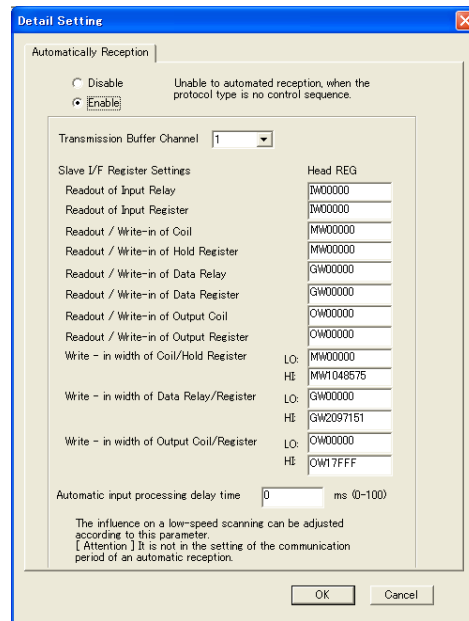 Detail Setting
Automatically Reception
Disable
Enable
Unable to automated reception, when the
protocol type is no control sequence.
Transmission Buffer Channel 1
Slave I/F Register Settings Head REG
Readout of Input Relay IW00000
Readout of Input Register IW00000
Readout / Write-in of Coil MW00000
Readout / Write-in of Hold Register MW00000
Readout / Write-in of Data Relay GW00000
Readout / Write-in of Data Register GW00000
Readout / Write-in of Output Coil OW00000
Readout / Write-in of Output Register OW00000
Write - in width of Coil/Hold Register LO: MW00000
HI: MW1048575
Write - in width of Data Relay/Register LO: GW00000
HI: GW2097151
Write - in width of Output Coil/Register LO: OW00000
HI: OW17FFF
Automatic input processing delay time 0 ms (0-100)
The influence on a low-speed scanning can be adjusted
according to this parameter.
[ Attention ] It is not in the setting of the communication
period of an automatic reception.
OK Cancel